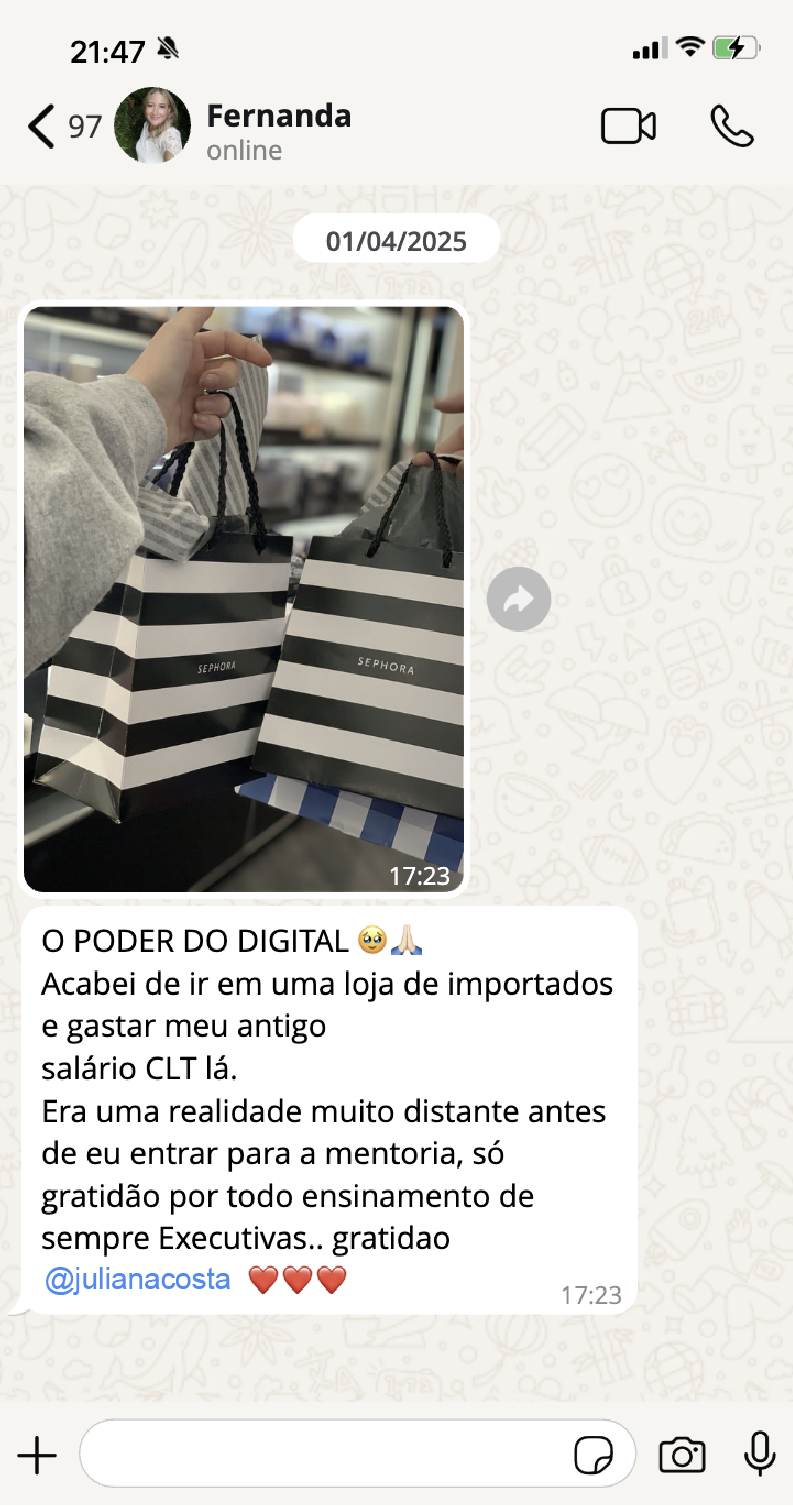 21:47
97
Fernanda
online
01/04/2025
SEPHORA
SEPHORA
17:23
O PODER DO DIGITAL 🥹🙏🏻
Acabei de ir em uma loja de importados
e gastar meu antigo
salário CLT lá.
Era uma realidade muito distante antes
de eu entrar para a mentoria, só
gratidão por todo ensinamento de
sempre Executivas.. gratidao
@julianacosta ❤️❤️❤️
17:23